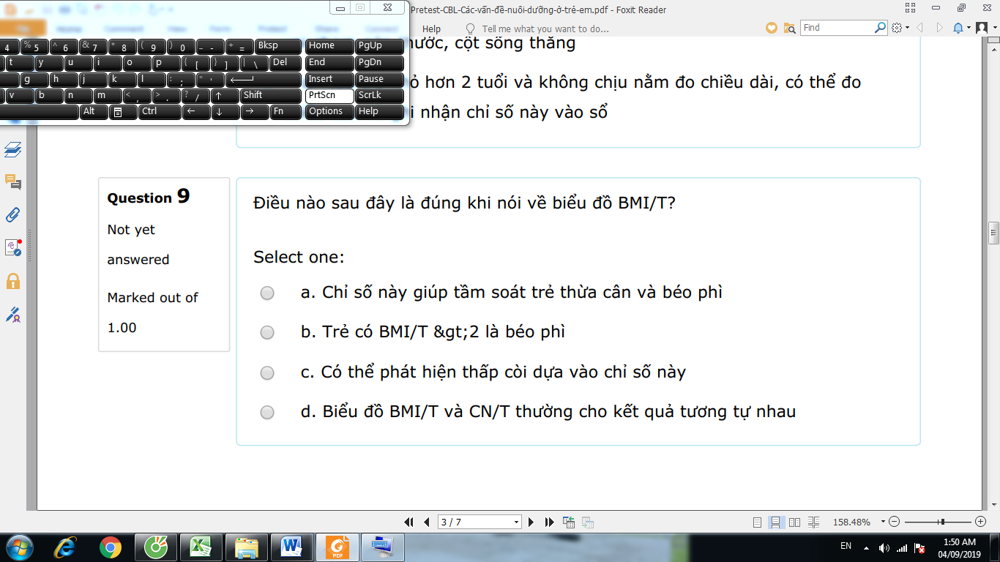 Pretest-CBL-Các-vấn-đề-nuôi-dưỡng-ở-trẻ-em.pdf - Foxit Reader
Help Tell me what you want to do... Find
4 % 5 ^ 6 & 7 * 8 ( 9 ) 0 _ - + = Bksp Home PgUp
t y u i o p { [ } ] | \ Del End PgDn
g h j k l : ; " ' Insert Pause
v b n m < , > . ? / ↑ Shift PrtScn ScrLk
Alt Ctrl ← ↓ → Fn Options Help
ước, cột sống thẳng
hơn 2 tuổi và không chịu nằm đo chiều dài, có thể đo
nhận chỉ số này vào sổ
Question 9
Not yet
answered
Marked out of
1.00
Điều nào sau đây là đúng khi nói về biểu đồ BMI/T?
Select one:
a. Chỉ số này giúp tầm soát trẻ thừa cân và béo phì
b. Trẻ có BMI/T &gt;2 là béo phì
c. Có thể phát hiện thấp còi dựa vào chỉ số này
d. Biểu đồ BMI/T và CN/T thường cho kết quả tương tự nhau
3 / 7 158.48%
EN 1:50 AM
04/09/2019